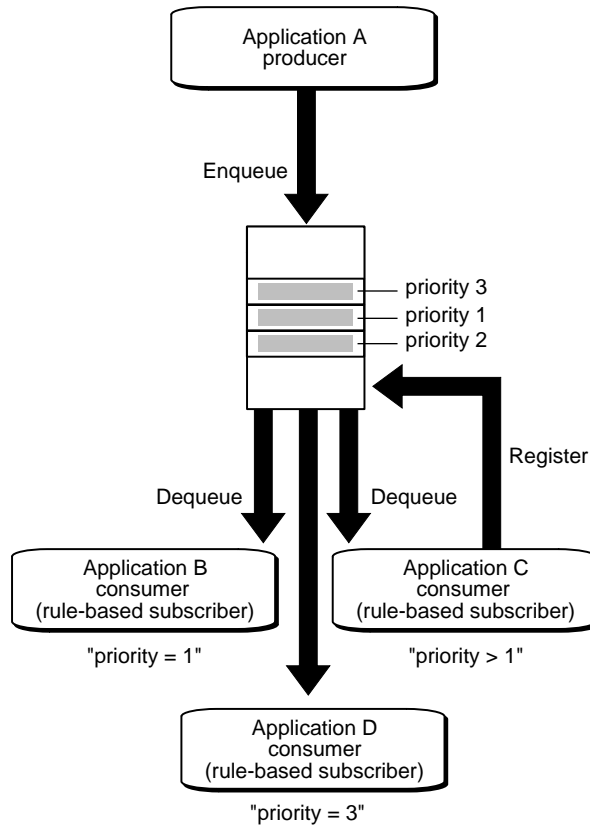 Application A
producer
Enqueue
priority 3
priority 1
priority 2
Register
Dequeue
Dequeue
Application B
consumer
(rule-based subscriber)
"priority = 1"
Application C
consumer
(rule-based subscriber)
"priority > 1"
Application D
consumer
(rule-based subscriber)
"priority = 3"